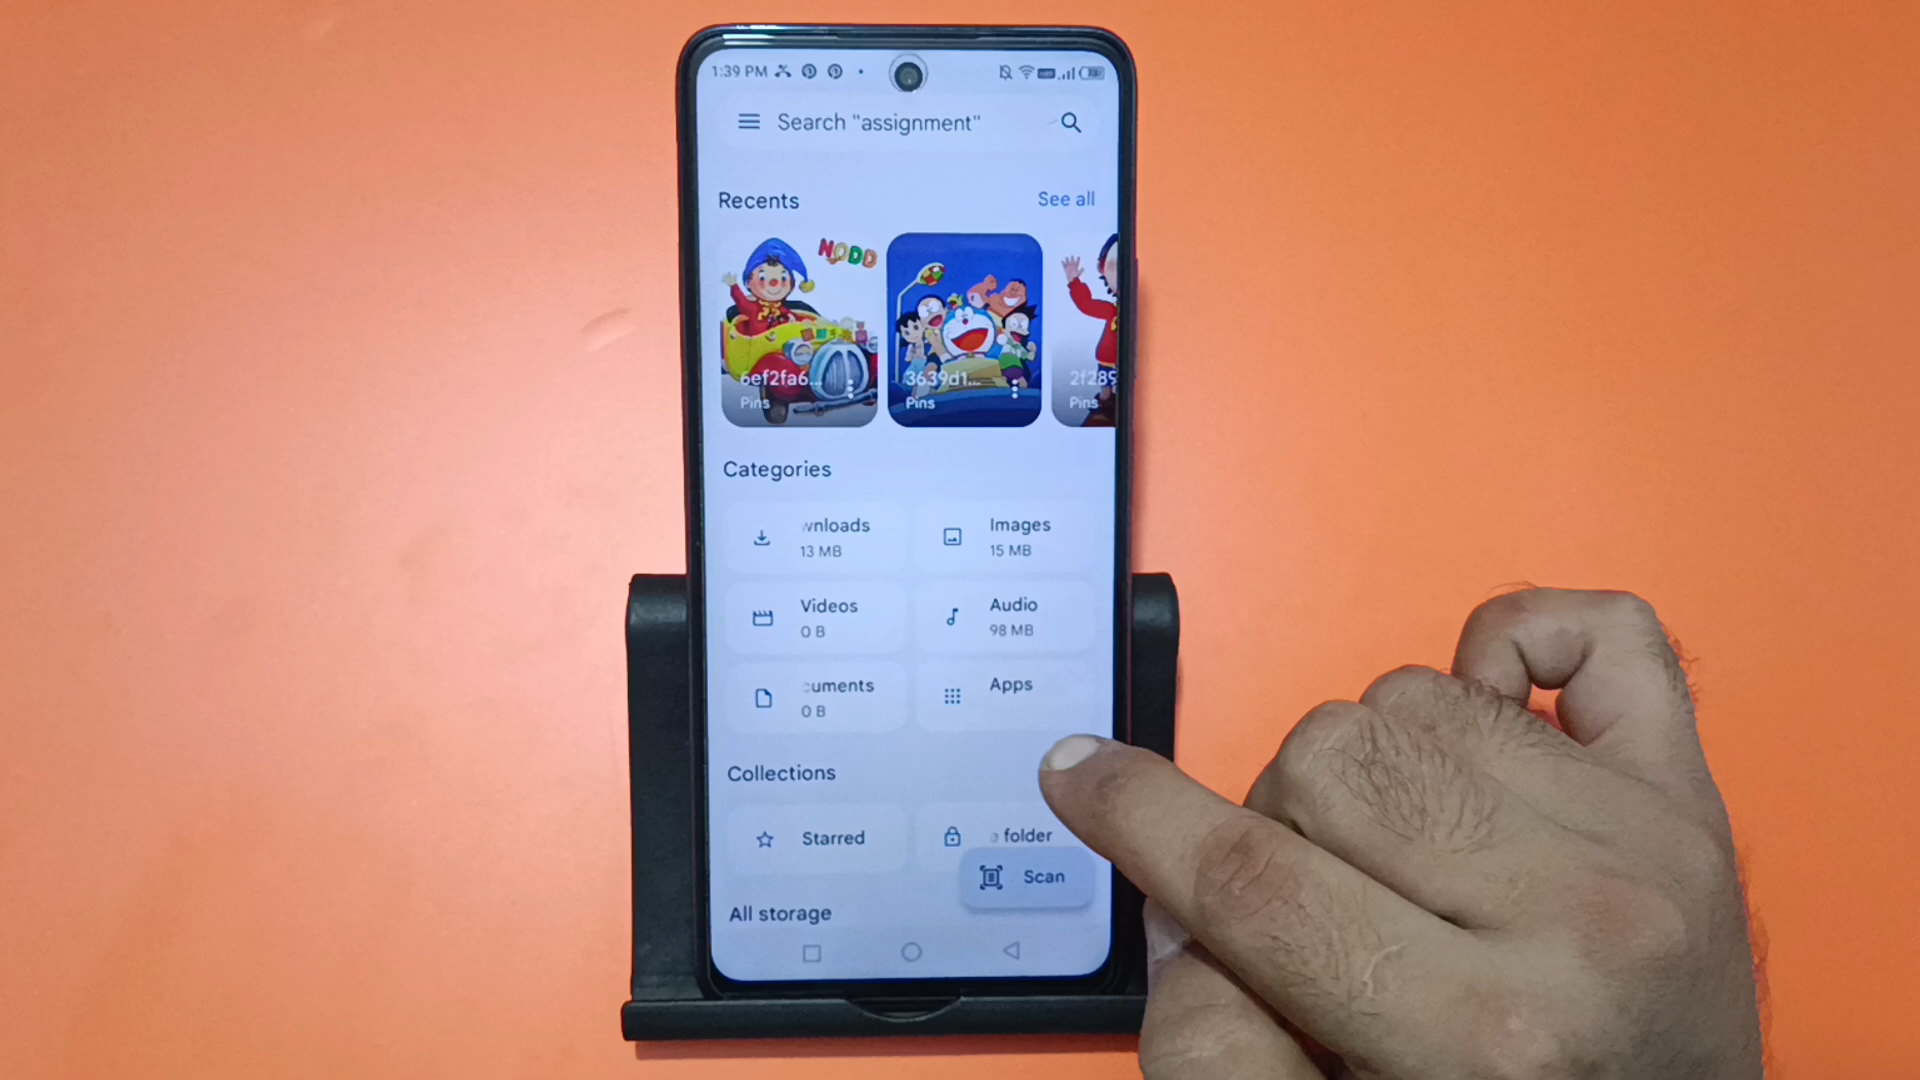 1:39 PM
Search "assignment"
Recents
See all
NODD
6ef2fa6...
Pins
3639d1...
Pins
2f289
Pins
Categories
wnloads
13 MB
Images
15 MB
Videos
0 B
Audio
98 MB
cuments
0 B
Apps
Collections
Starred
e folder
Scan
All storage